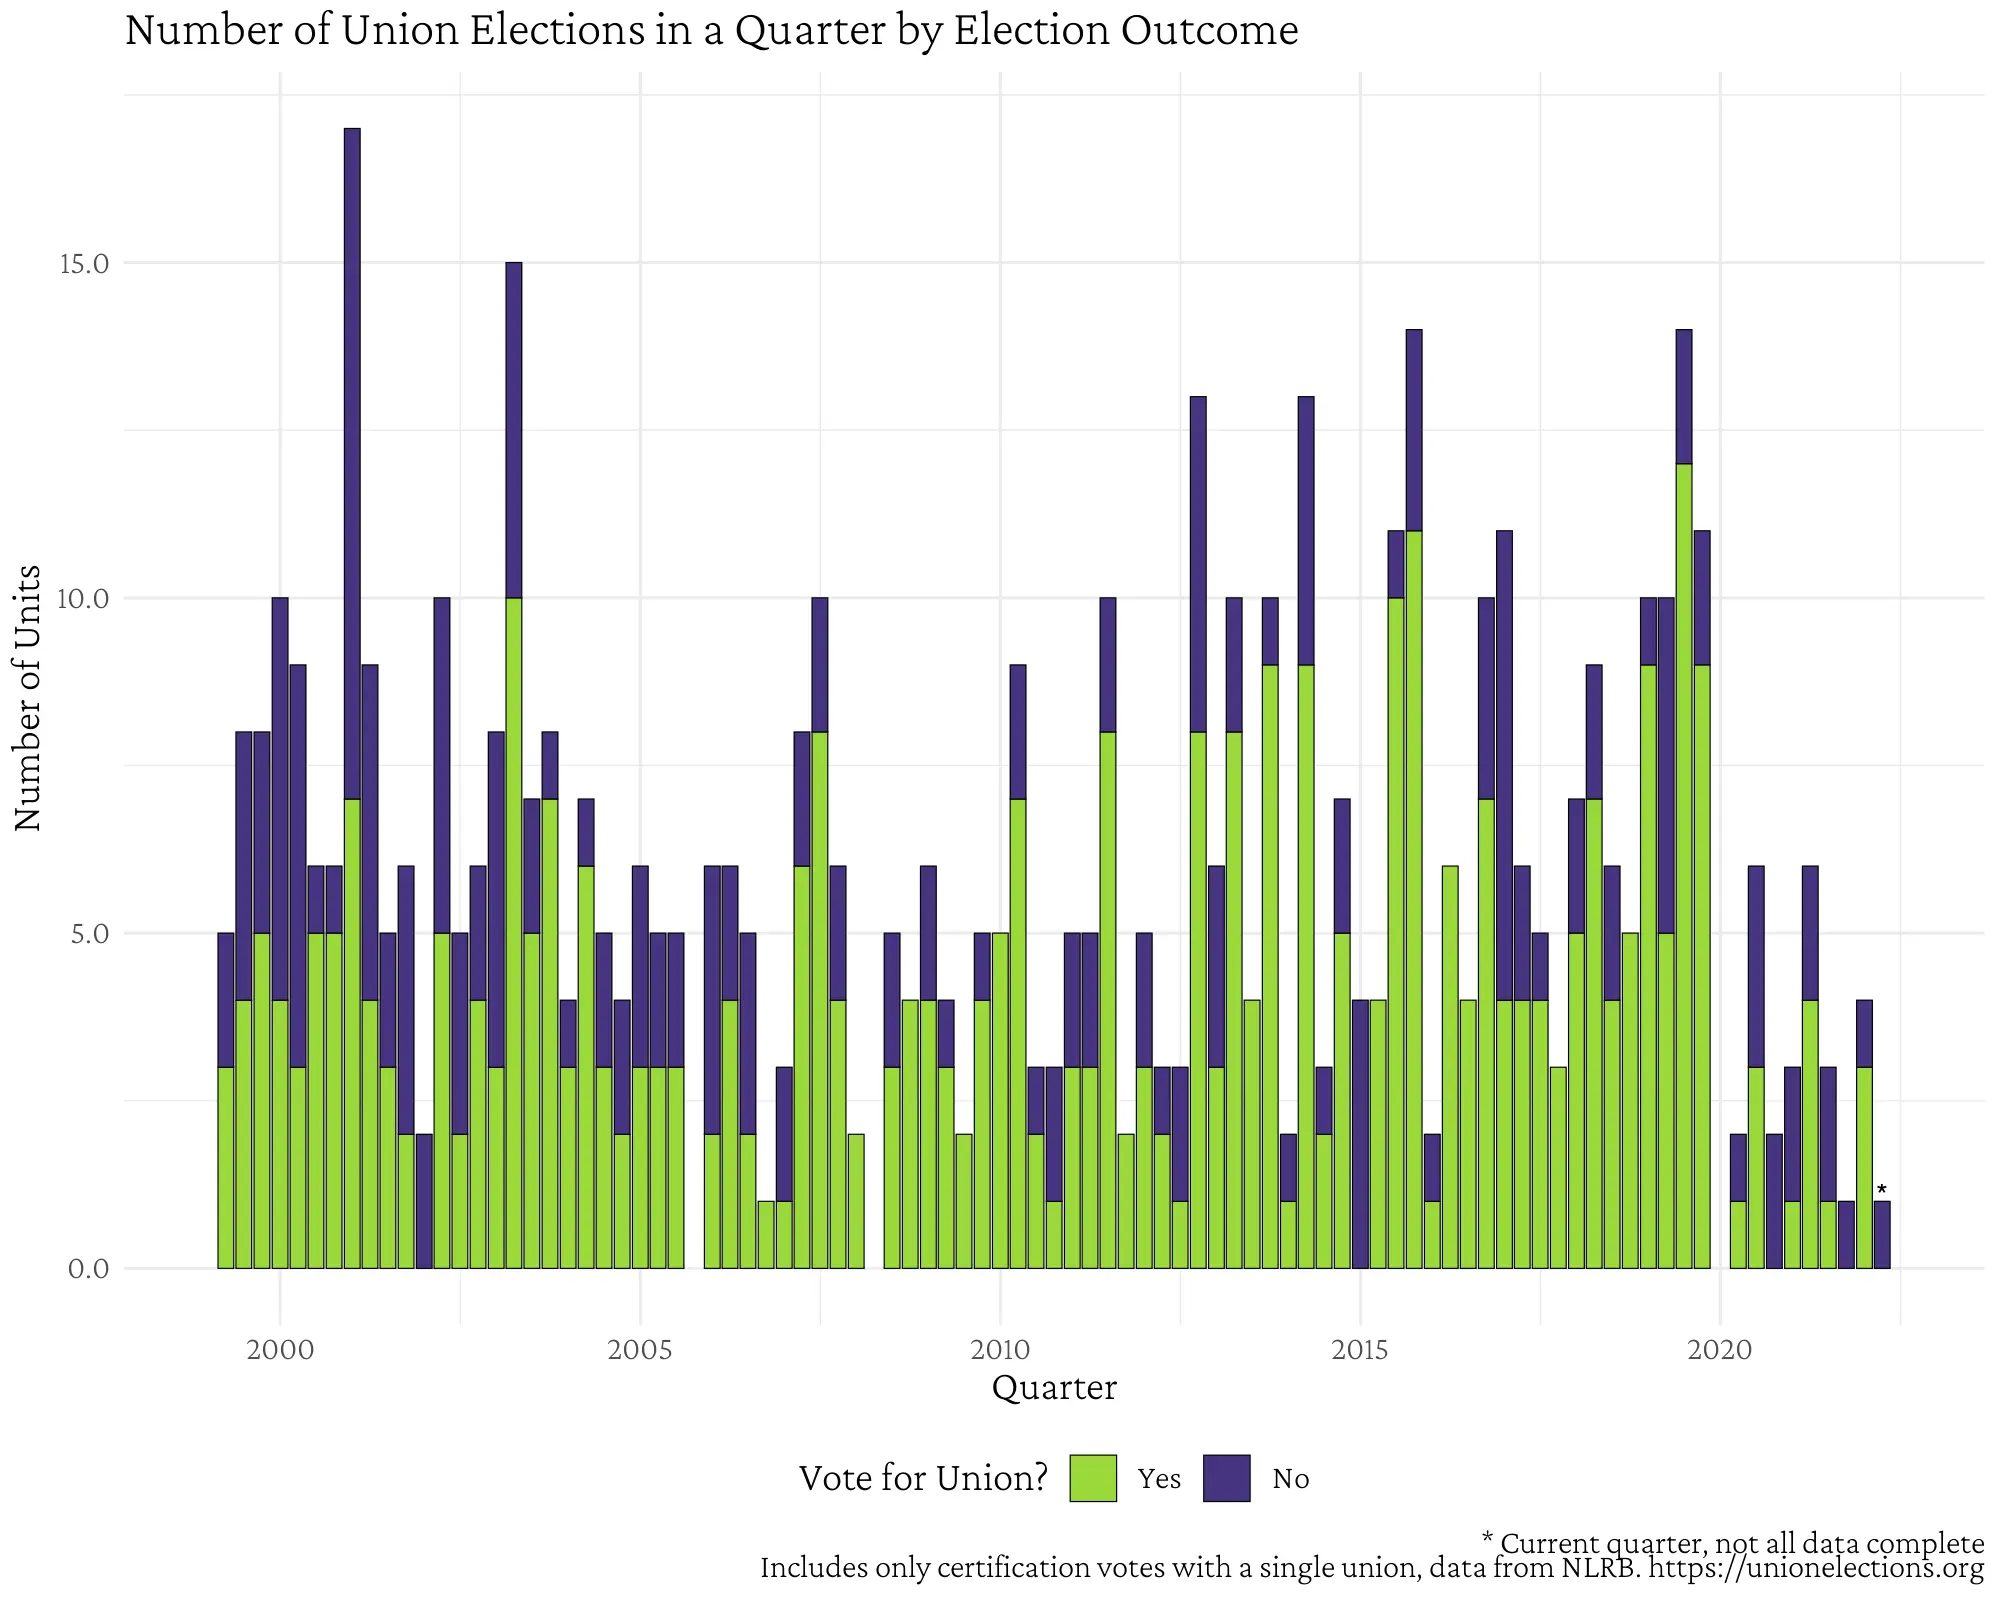 Number of Union Elections in a Quarter by Election Outcome
Number of Units
15.0
10.0
5.0
0.0
*
2000 2005 2010 2015 2020
Quarter
Vote for Union? Yes No
* Current quarter, not all data complete
Includes only certification votes with a single union, data from NLRB. https://unionelections.org